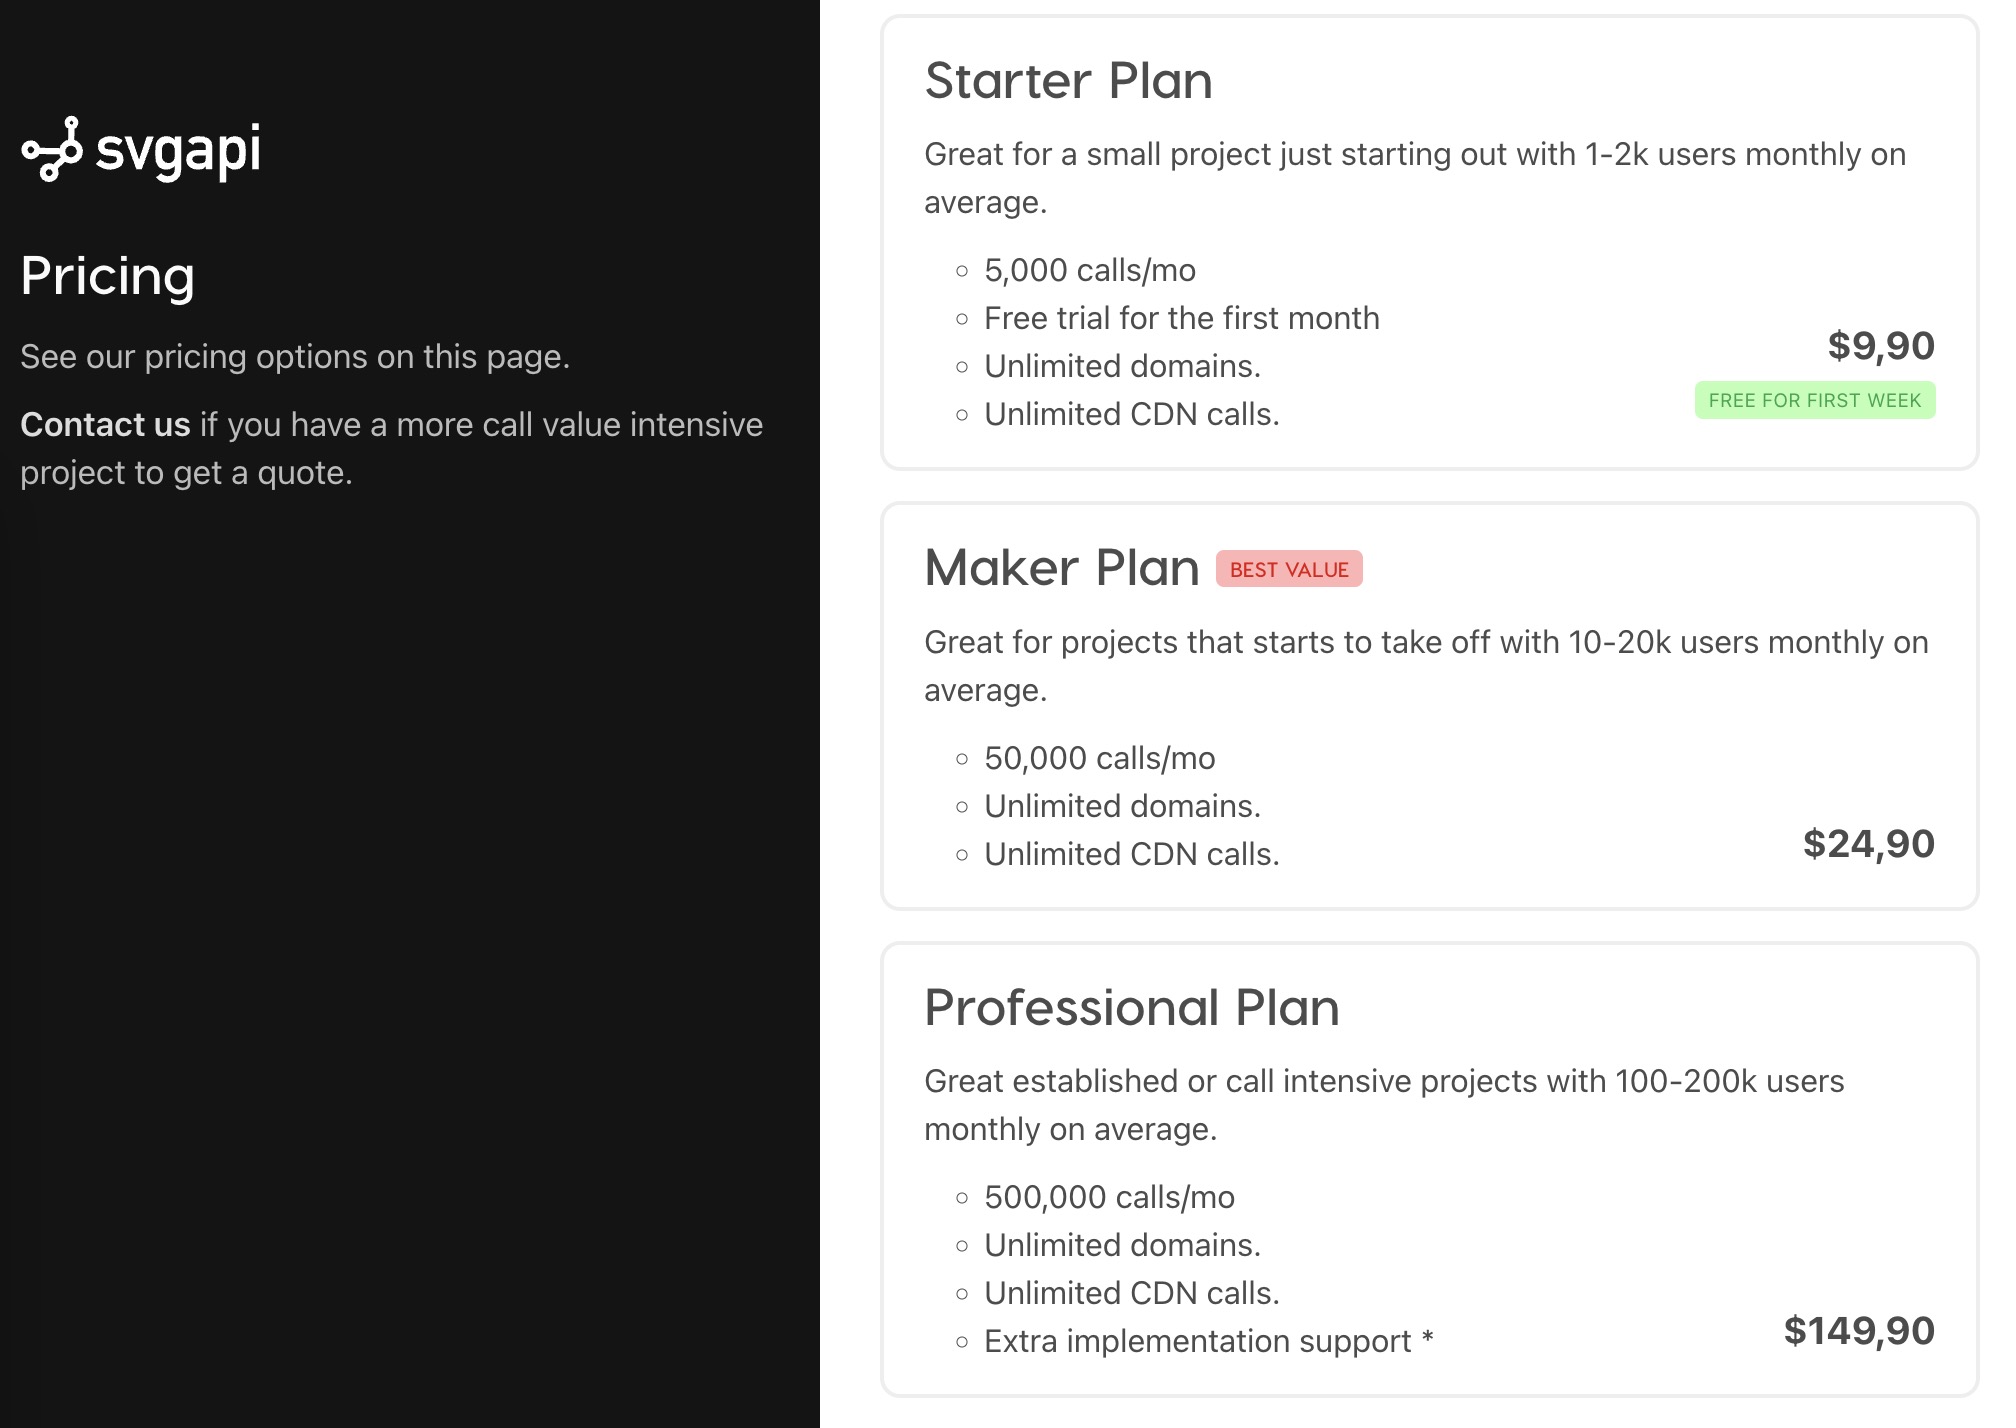 svgapi
Pricing
See our pricing options on this page.
Contact us if you have a more call value intensive
project to get a quote.
Starter Plan
Great for a small project just starting out with 1-2k users monthly on
average.
5,000 calls/mo
Free trial for the first month
Unlimited domains.
Unlimited CDN calls.
$9,90
FREE FOR FIRST WEEK
Maker Plan BEST VALUE
Great for projects that starts to take off with 10-20k users monthly on
average.
50,000 calls/mo
Unlimited domains.
Unlimited CDN calls.
$24,90
Professional Plan
Great established or call intensive projects with 100-200k users
monthly on average.
500,000 calls/mo
Unlimited domains.
Unlimited CDN calls.
Extra implementation support *
$149,90